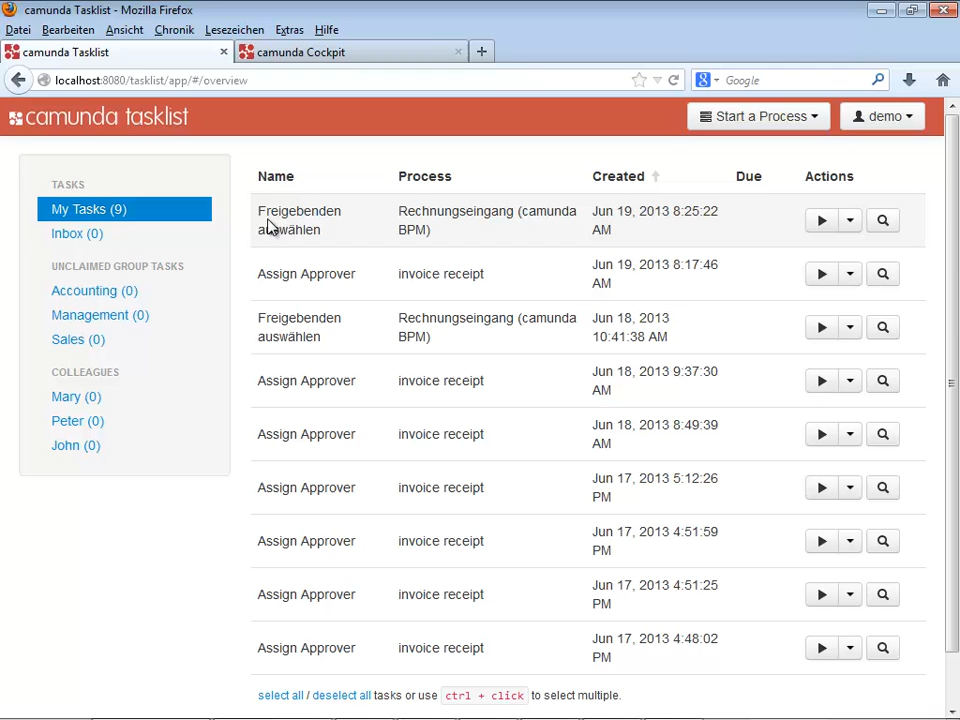 camunda Tasklist - Mozilla Firefox
Datei Bearbeiten Ansicht Chronik Lesezeichen Extras Hilfe
camunda Tasklist × camunda Cockpit × +
localhost:8080/tasklist/app/#/overview Google
camunda tasklist Start a Process demo
TASKS
My Tasks (9)
Inbox (0)
UNCLAIMED GROUP TASKS
Accounting (0)
Management (0)
Sales (0)
COLLEAGUES
Mary (0)
Peter (0)
John (0)
Name Process Created Due Actions
Freigebenden Rechnungseingang (camunda Jun 19, 2013 8:25:22
auswählen BPM) AM
Assign Approver invoice receipt Jun 19, 2013 8:17:46
AM
Freigebenden Rechnungseingang (camunda Jun 18, 2013
auswählen BPM) 10:41:38 AM
Assign Approver invoice receipt Jun 18, 2013 9:37:30
AM
Assign Approver invoice receipt Jun 18, 2013 8:49:39
AM
Assign Approver invoice receipt Jun 17, 2013 5:12:26
PM
Assign Approver invoice receipt Jun 17, 2013 4:51:59
PM
Assign Approver invoice receipt Jun 17, 2013 4:51:25
PM
Assign Approver invoice receipt Jun 17, 2013 4:48:02
PM
select all / deselect all tasks or use ctrl + click to select multiple.